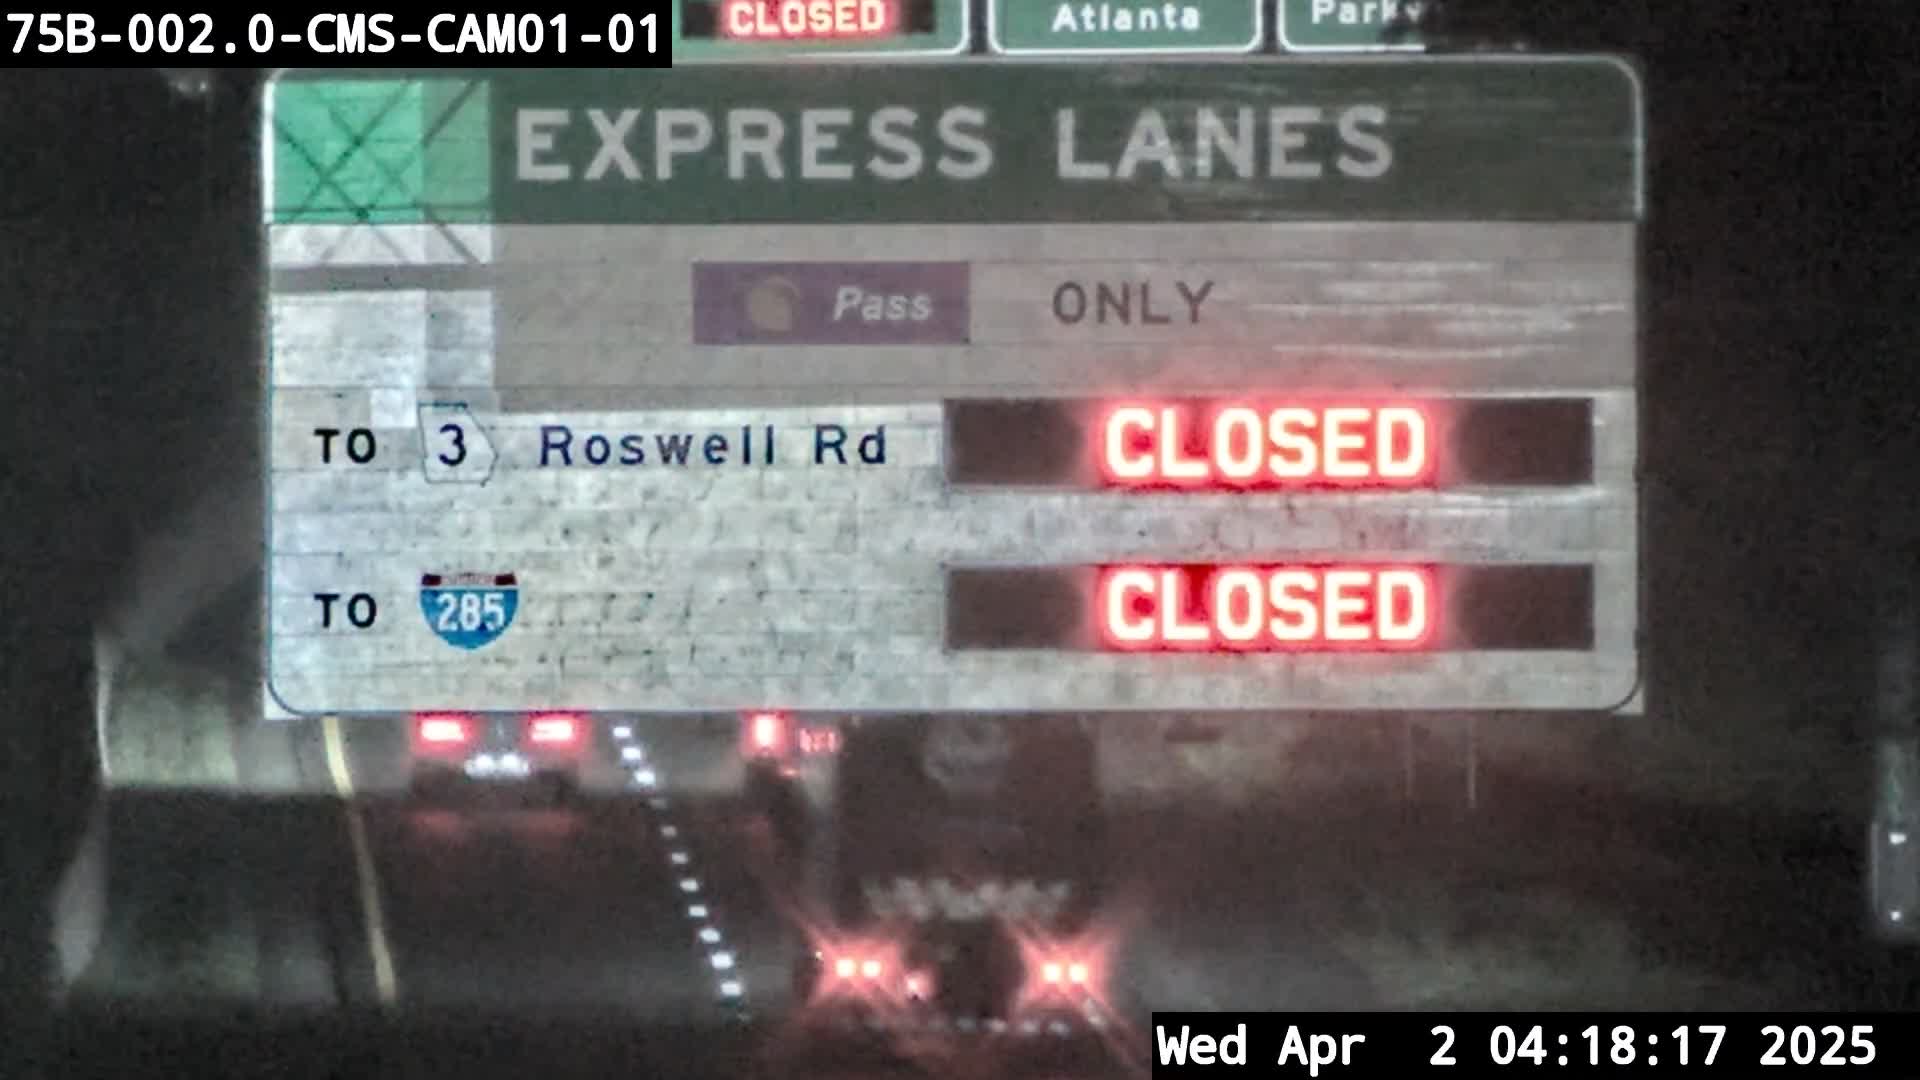 75B-002.0-CMS-CAM01-01
CLOSED
Atlanta
EXPRESS LANES
Pass ONLY
TO 3 Roswell Rd CLOSED
TO 285 CLOSED
Wed Apr 2 04:18:17 2025